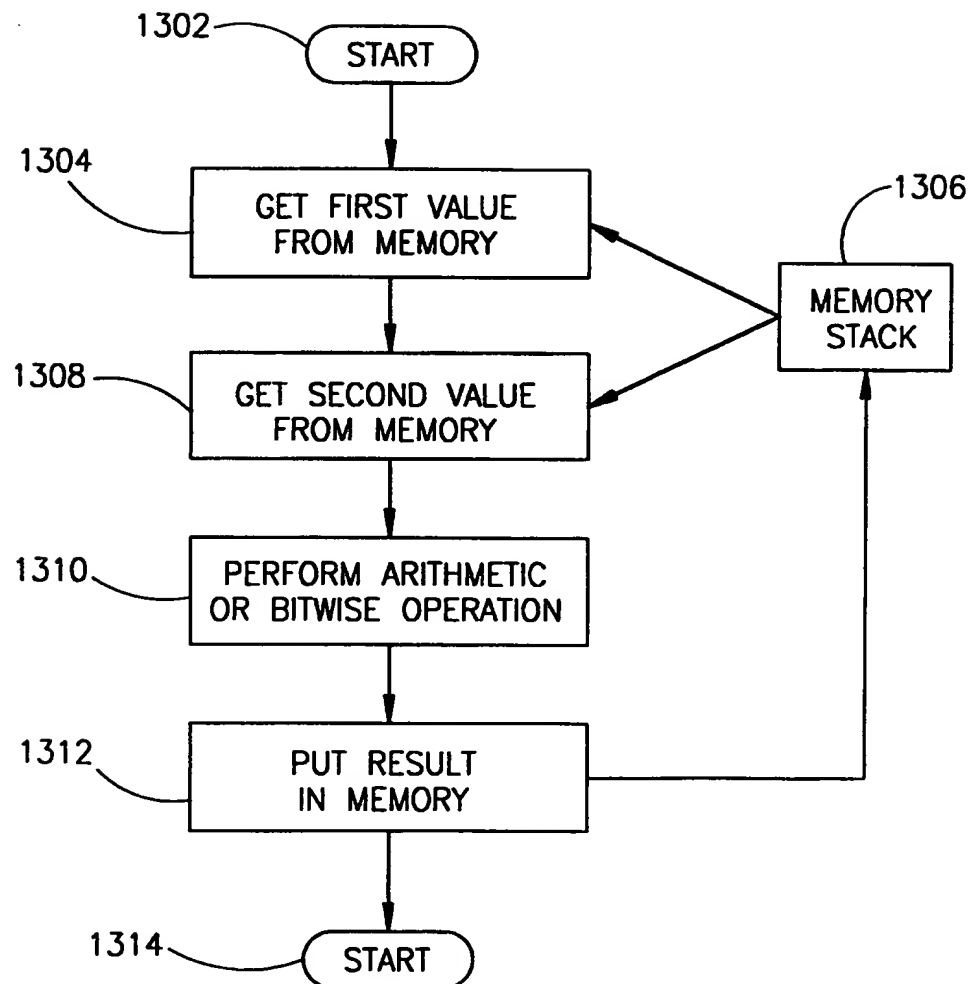 1302
START
1304
GET FIRST VALUE
FROM MEMORY
1306
MEMORY
STACK
1308
GET SECOND VALUE
FROM MEMORY
1310
PERFORM ARITHMETIC
OR BITWISE OPERATION
1312
PUT RESULT
IN MEMORY
1314
START